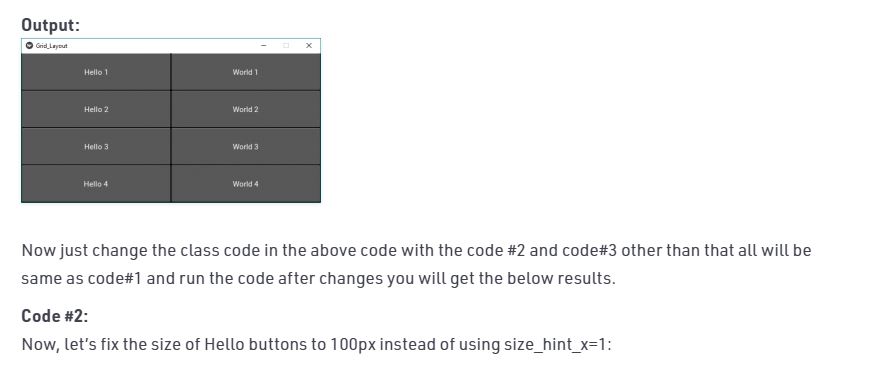 Output:
Grid_Layout
Hello 1 World 1
Hello 2 World 2
Hello 3 World 3
Hello 4 World 4
Now just change the class code in the above code with the code #2 and code#3 other than that all will be
same as code#1 and run the code after changes you will get the below results.
Code #2:
Now, let's fix the size of Hello buttons to 100px instead of using size_hint_x=1: